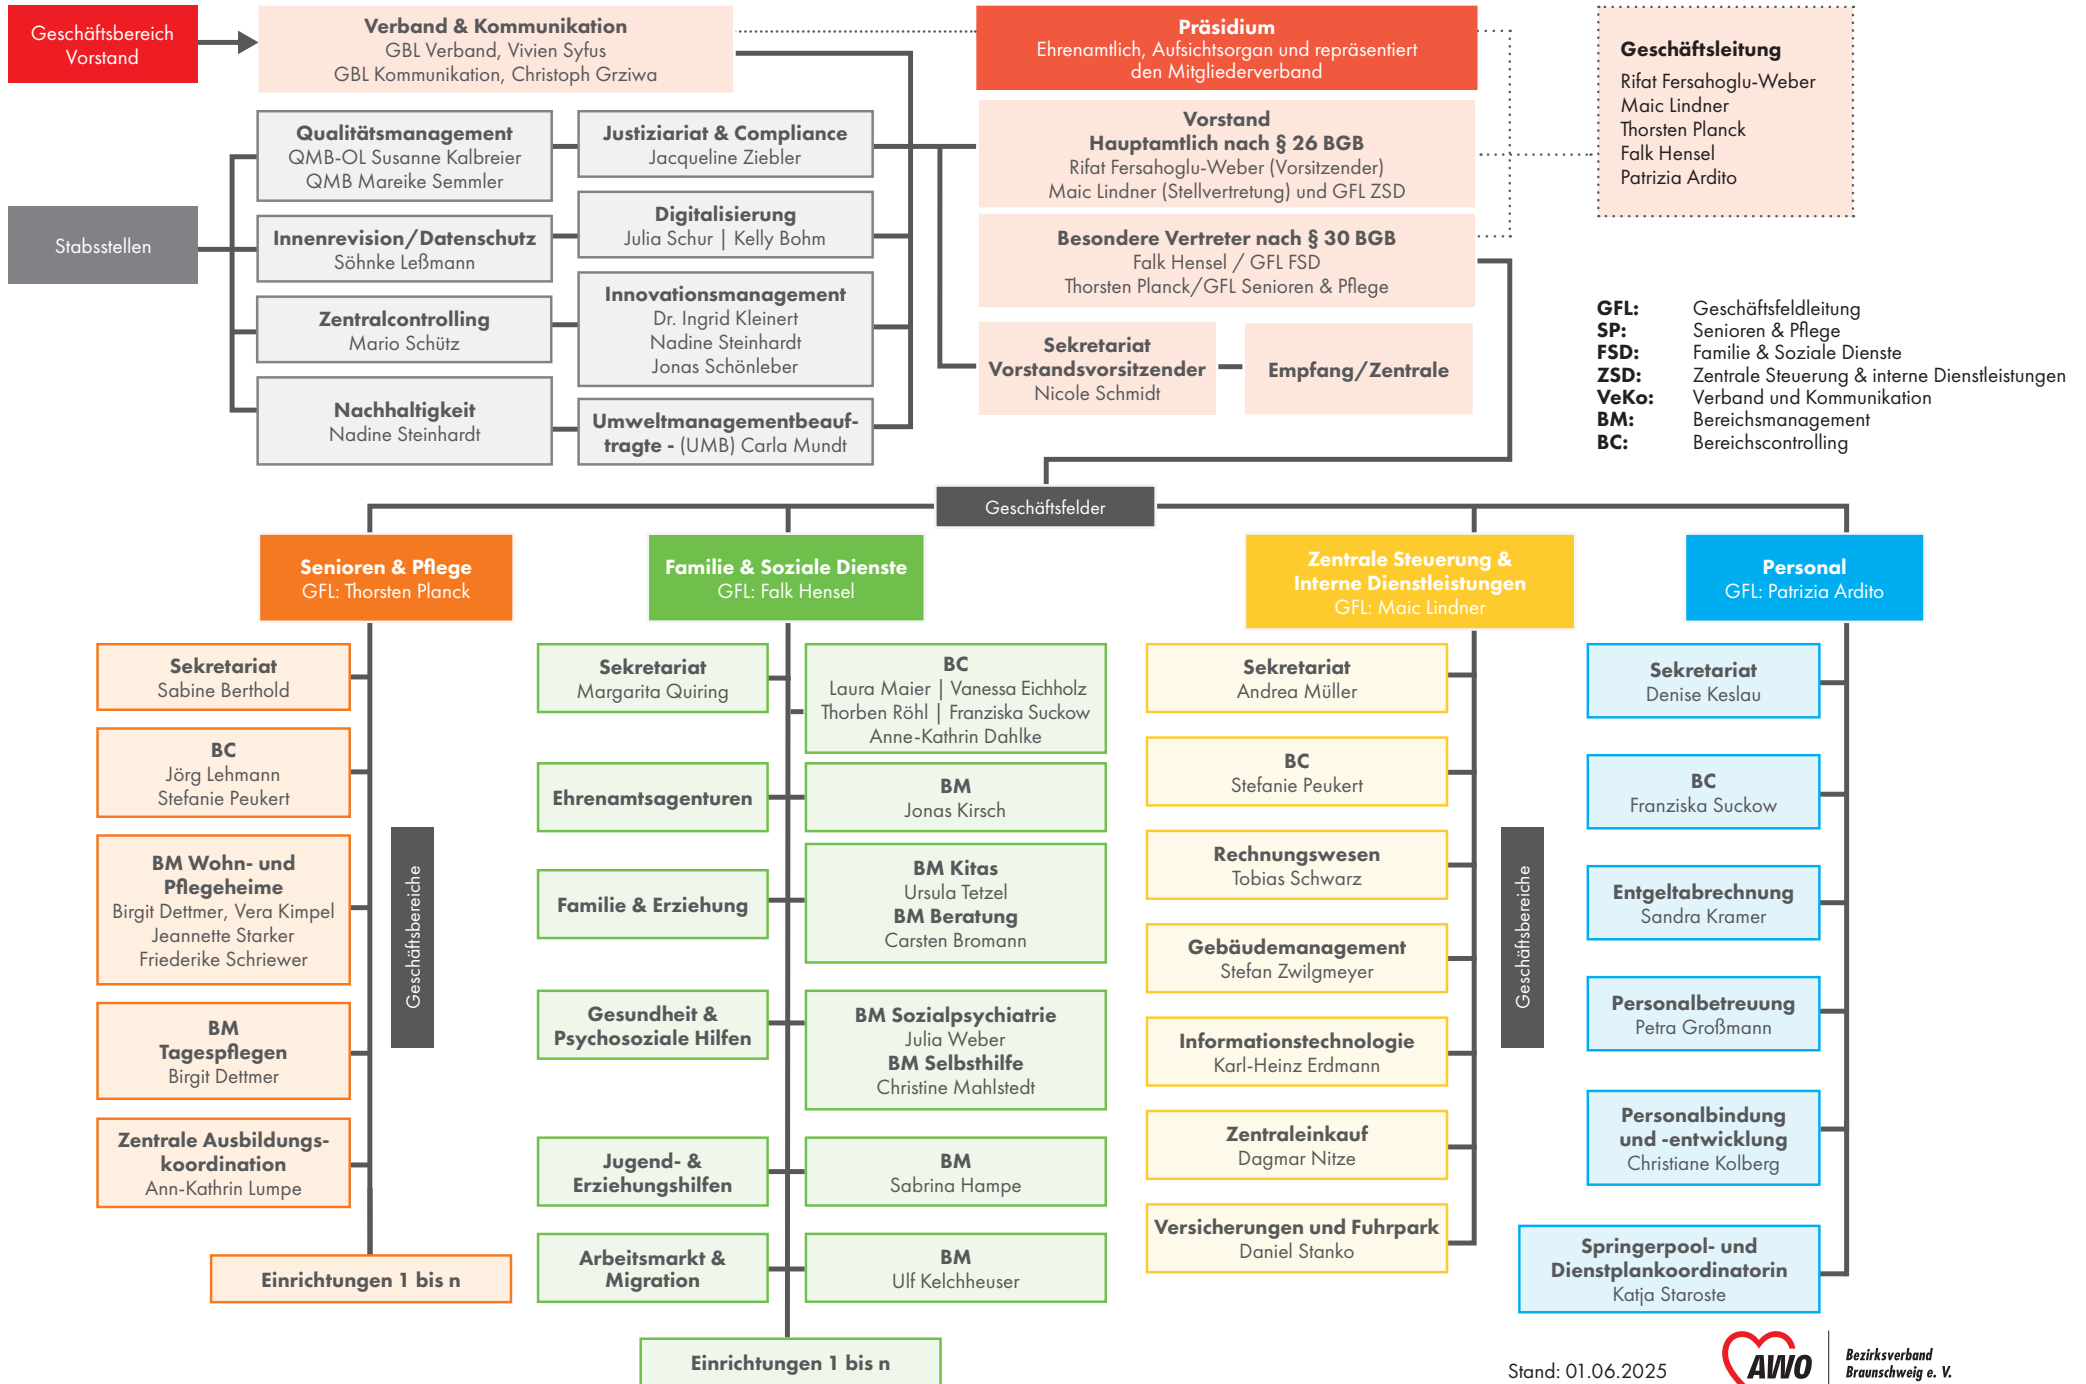 Geschäftsbereich
Vorstand
Verband & Kommunikation
GBL Verband, Vivien Syfus
GBL Kommunikation, Christoph Grziwa
Präsidium
Ehrenamtlich, Aufsichtsorgan und repräsentiert
den Mitgliederverband
Geschäftsleitung
Rifat Fersahoglu-Weber
Maic Lindner
Thorsten Planck
Falk Hensel
Patrizia Ardito
Stabsstellen
Qualitätsmanagement
QMB-OL Susanne Kalbreier
QMB Mareike Semmler
Justiziariat & Compliance
Jacqueline Ziebler
Innenrevision/Datenschutz
Söhnke Leßmann
Digitalisierung
Julia Schur | Kelly Bohm
Zentralcontrolling
Mario Schütz
Innovationsmanagement
Dr. Ingrid Kleinert
Nadine Steinhardt
Jonas Schönleber
Nachhaltigkeit
Nadine Steinhardt
Umweltmanagementbeauf-
tragte - (UMB) Carla Mundt
Vorstand
Hauptamtlich nach § 26 BGB
Rifat Fersahoglu-Weber (Vorsitzender)
Maic Lindner (Stellvertretung) und GFL ZSD
Besondere Vertreter nach § 30 BGB
Falk Hensel / GFL FSD
Thorsten Planck/GFL Senioren & Pflege
Sekretariat
Vorstandsvorsitzender
Nicole Schmidt
Empfang/Zentrale
GFL: Geschäftsfeldleitung
SP: Senioren & Pflege
FSD: Familie & Soziale Dienste
ZSD: Zentrale Steuerung & interne Dienstleistungen
VeKo: Verband und Kommunikation
BM: Bereichsmanagement
BC: Bereichscontrolling
Geschäftsfelder
Senioren & Pflege
GFL: Thorsten Planck
Sekretariat
Sabine Berthold
BC
Jörg Lehmann
Stefanie Peukert
BM Wohn- und
Pflegeheime
Birgit Dettmer, Vera Kimpel
Jeannette Starker
Friederike Schriewer
BM
Tagespflegen
Birgit Dettmer
Zentrale Ausbildungs-
koordination
Ann-Kathrin Lumpe
Einrichtungen 1 bis n
Geschäftsbereiche
Familie & Soziale Dienste
GFL: Falk Hensel
Sekretariat
Margarita Quiring
BC
Laura Maier | Vanessa Eichholz
Thorben Röhl | Franziska Suckow
Anne-Kathrin Dahlke
Ehrenamtsagenturen
BM
Jonas Kirsch
Familie & Erziehung
BM Kitas
Ursula Tetzel
BM Beratung
Carsten Bromann
Gesundheit &
Psychosoziale Hilfen
BM Sozialpsychiatrie
Julia Weber
BM Selbsthilfe
Christine Mahlstedt
Jugend- &
Erziehungshilfen
BM
Sabrina Hampe
Arbeitsmarkt &
Migration
BM
Ulf Kelchheuser
Einrichtungen 1 bis n
Zentrale Steuerung &
Interne Dienstleistungen
GFL: Maic Lindner
Sekretariat
Andrea Müller
BC
Stefanie Peukert
Rechnungswesen
Tobias Schwarz
Gebäudemanagement
Stefan Zwilgmeyer
Informationstechnologie
Karl-Heinz Erdmann
Zentraleinkauf
Dagmar Nitze
Versicherungen und Fuhrpark
Daniel Stanko
Geschäftsbereiche
Personal
GFL: Patrizia Ardito
Sekretariat
Denise Keslau
BC
Franziska Suckow
Entgeltabrechnung
Sandra Kramer
Personalbetreuung
Petra Großmann
Personalbindung
und -entwicklung
Christiane Kolberg
Springerpool- und
Dienstplankoordinatorin
Katja Staroste
Stand: 01.06.2025
AWO
Bezirksverband
Braunschweig e. V.